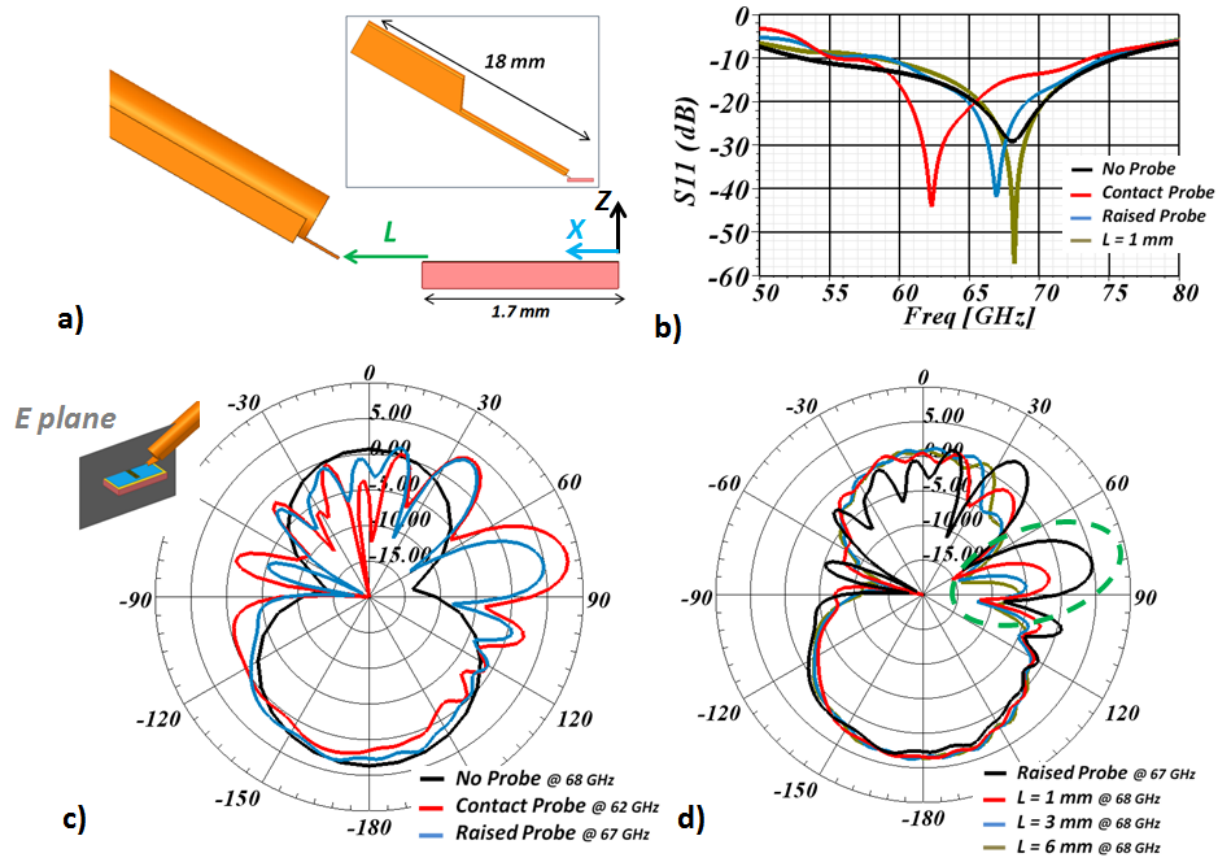 a)
18 mm
L
X
Z
1.7 mm
b)
S11 (dB)
0
-10
-20
-30
-40
-50
-60
50
55
60
65
70
75
80
Freq [GHz]
No Probe
Contact Probe
Raised Probe
L = 1 mm
E plane
c)
0
30
60
90
120
-180
-150
-120
-90
-60
-30
5.00
0.00
-5.00
-10.00
-15.00
No Probe @ 68 GHz
Contact Probe @ 62 GHz
Raised Probe @ 67 GHz
d)
0
30
60
90
120
-180
-150
-120
-90
-60
-30
5.00
0.00
-5.00
-10.00
-15.00
Raised Probe @ 67 GHz
L = 1 mm @ 68 GHz
L = 3 mm @ 68 GHz
L = 6 mm @ 68 GHz